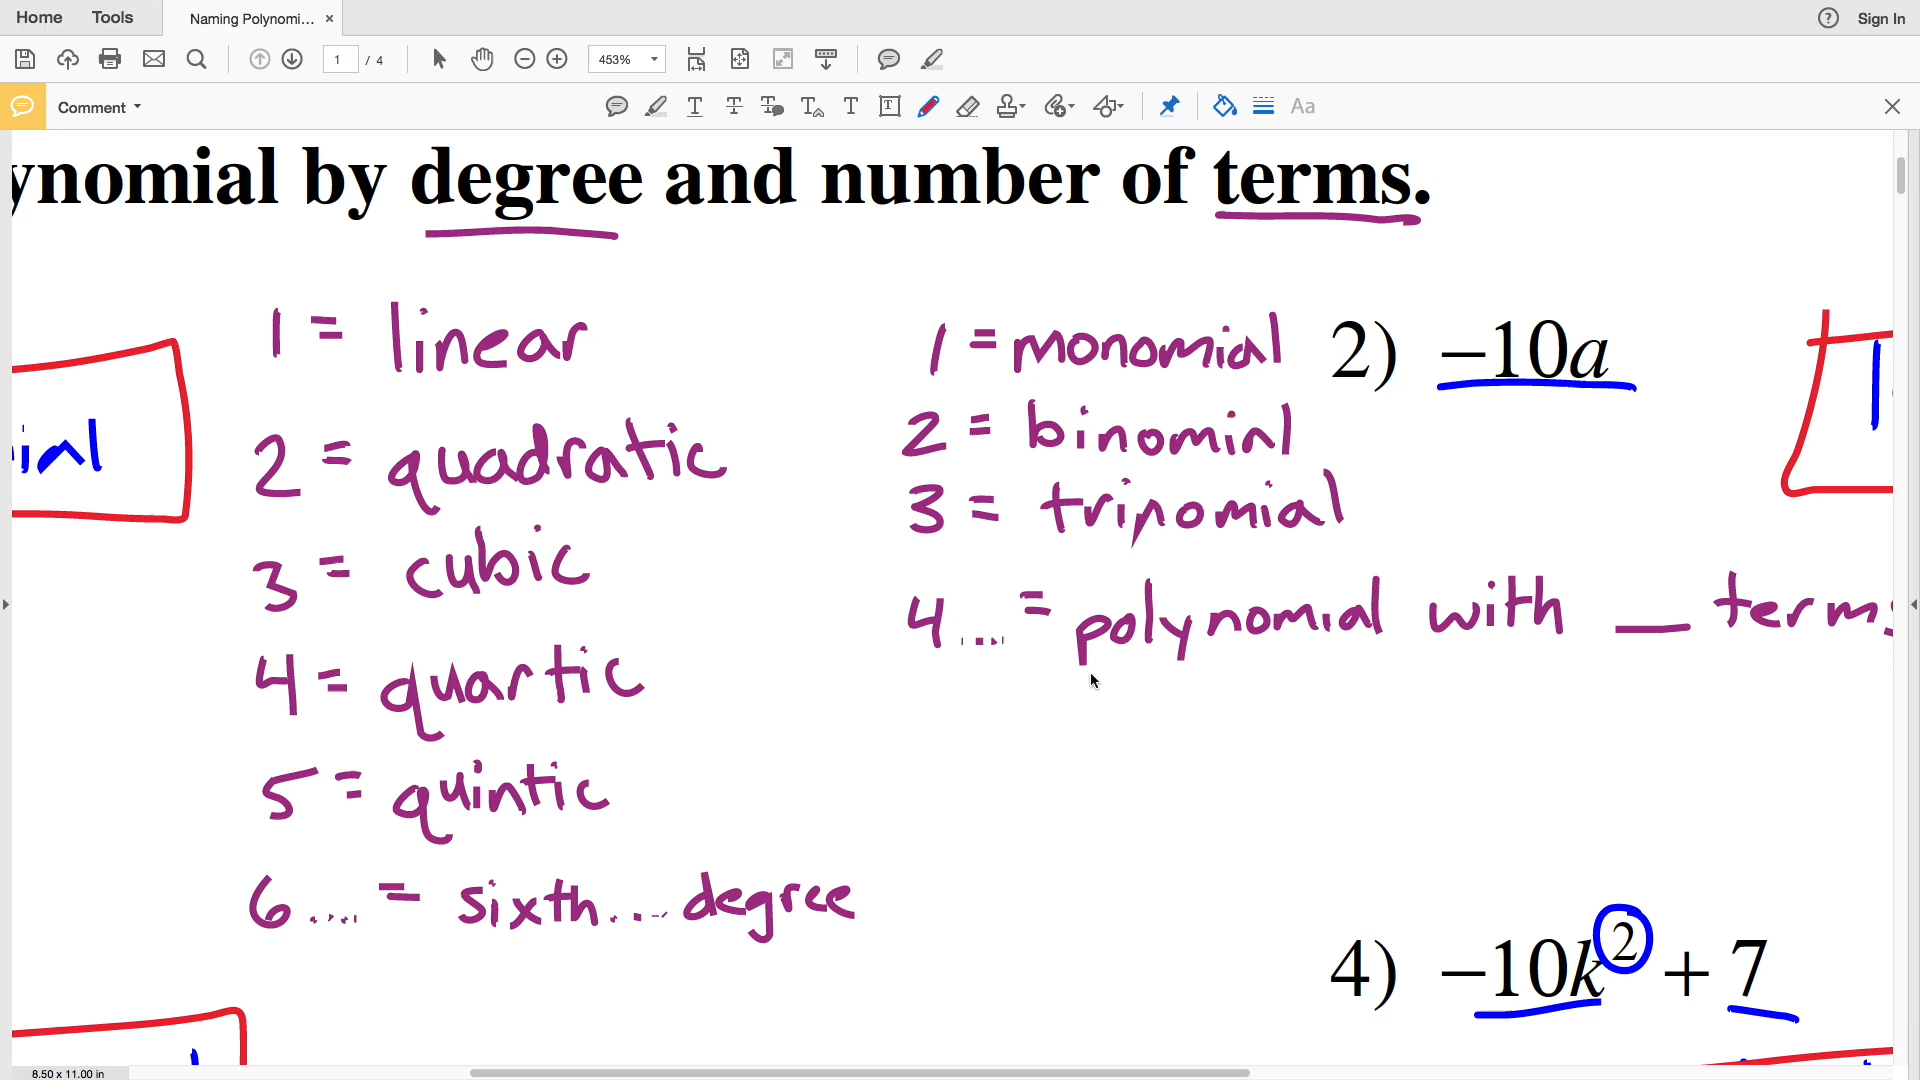 Home Tools Naming Polynomi... × Sign In
1 / 4 453%
Comment Aa
ynomial by degree and number of terms.
1 = linear
2 = quadratic
3 = cubic
4 = quartic
5 = quintic
6.... = sixth... degree
1 = monomial
2 = binomial
3 = trinomial
4... = polynomial with __ terms
2) −10a
ial
4) −10k² + 7
8.50 x 11.00 in